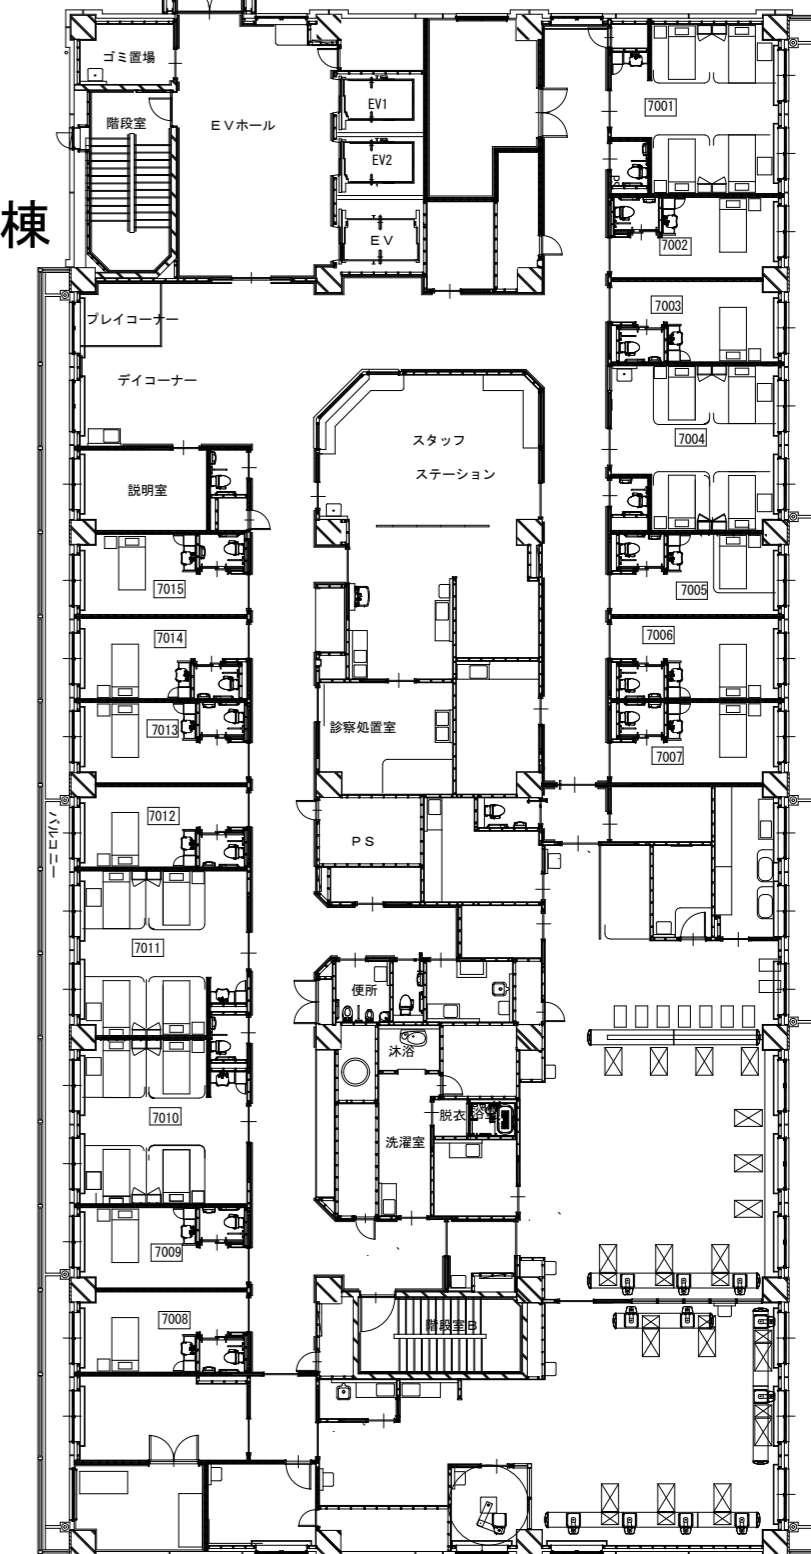 ゴミ置場
階段室
EVホール
EV1
EV2
EV
棟
7001
7002
7003
7004
7005
7006
7007
プレイコーナー
デイコーナー
スタッフ
ステーション
説明室
7015
7014
7013
7012
7011
7010
7009
7008
バルコニー
診察処置室
PS
便所
沐浴
脱衣
浴室
洗濯室
階段室B